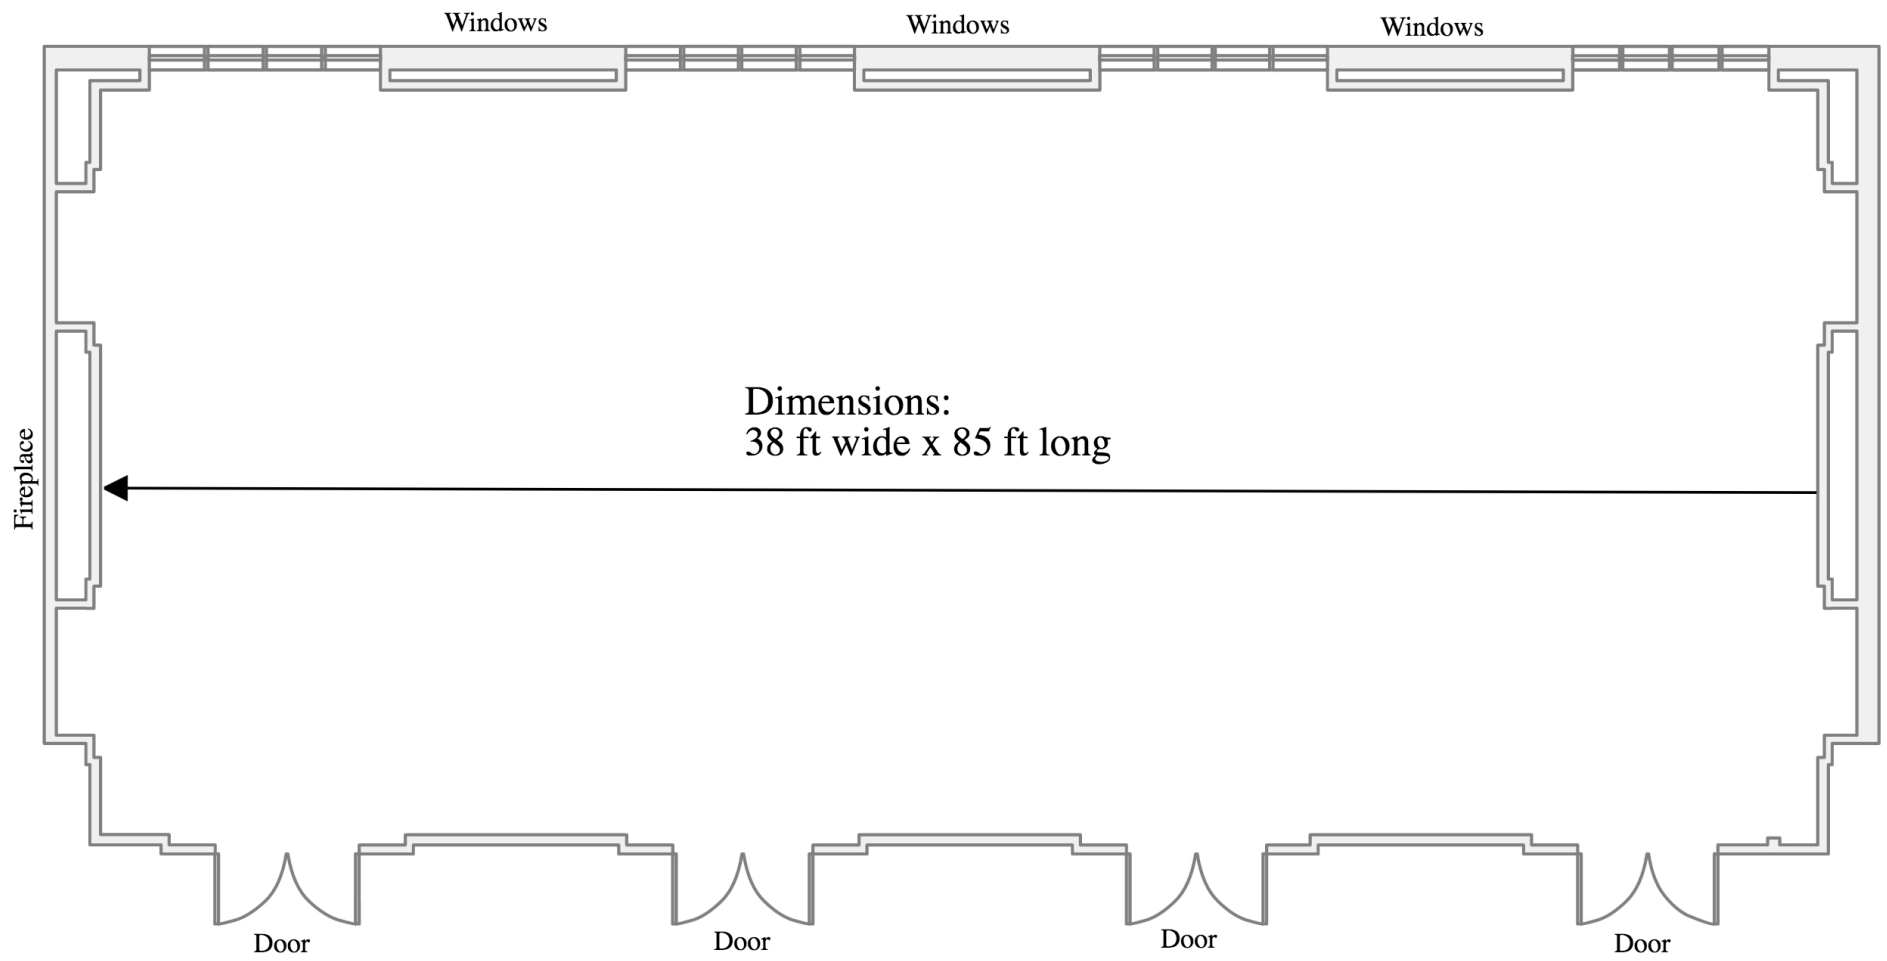 Windows
Windows
Windows
Dimensions:
38 ft wide x 85 ft long
Fireplace
Door
Door
Door
Door